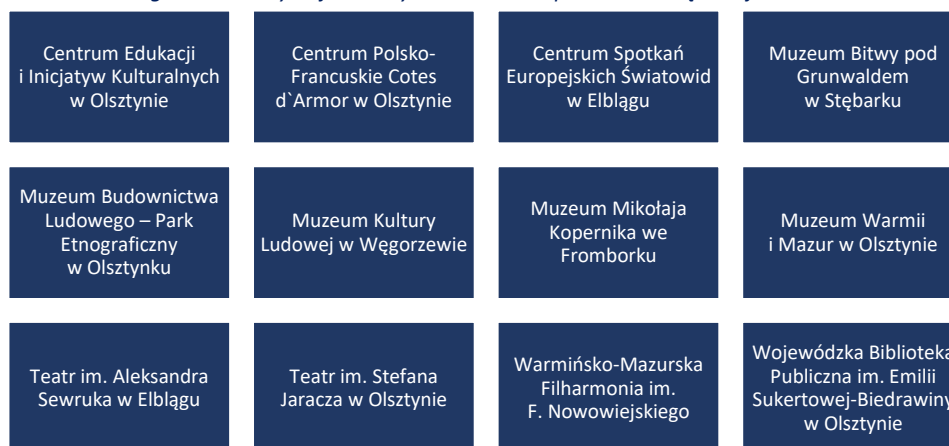 Centrum Edukacji
i Inicjatyw Kulturalnych
w Olsztynie
Centrum Polsko-
Francuskie Cotes
d`Armor w Olsztynie
Centrum Spotkań
Europejskich Światowid
w Elblągu
Muzeum Bitwy pod
Grunwaldem
w Stębarku
Muzeum Budownictwa
Ludowego – Park
Etnograficzny
w Olsztynku
Muzeum Kultury
Ludowej w Węgorzewie
Muzeum Mikołaja
Kopernika we
Fromborku
Muzeum Warmii
i Mazur w Olsztynie
Teatr im. Aleksandra
Sewruka w Elblągu
Teatr im. Stefana
Jaracza w Olsztynie
Warmińsko-Mazurska
Filharmonia im.
F. Nowowiejskiego
Wojewódzka Biblioteka
Publiczna im. Emilii
Sukertowej-Biedrawiny
w Olsztynie